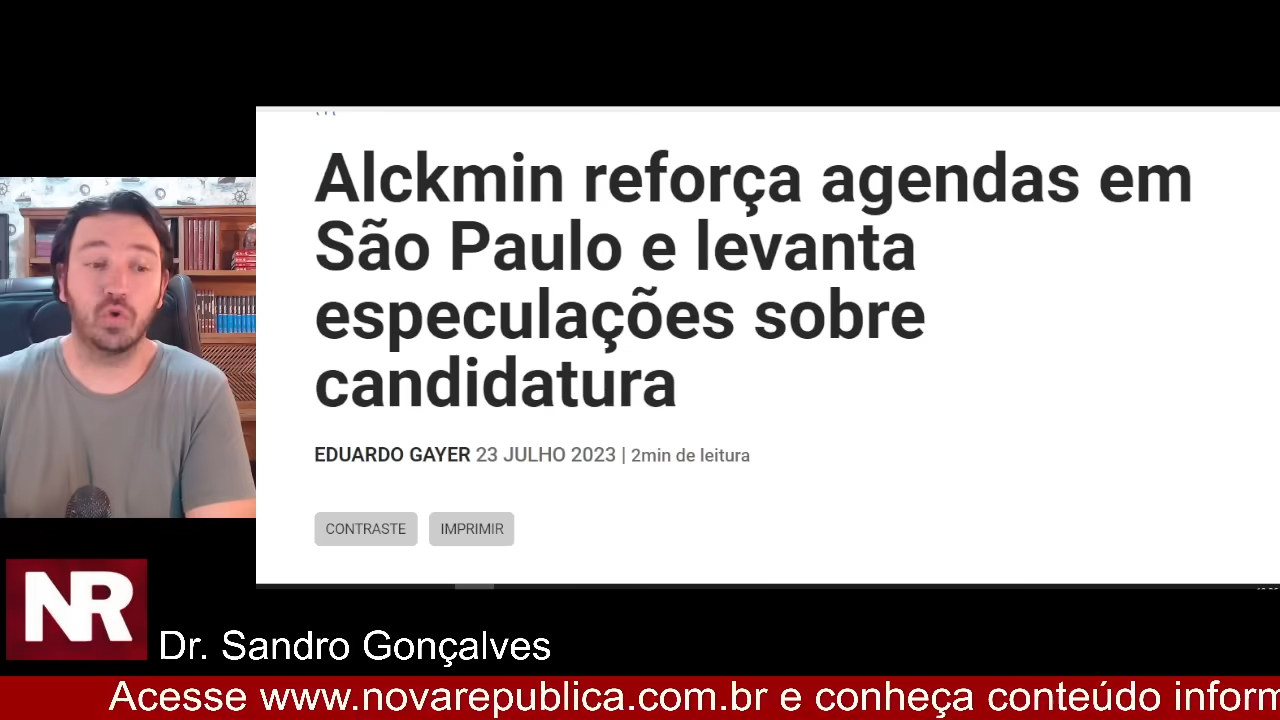 Alckmin reforça agendas em
São Paulo e levanta
especulações sobre
candidatura
EDUARDO GAYER 23 JULHO 2023 | 2min de leitura
CONTRASTE IMPRIMIR
NR
Dr. Sandro Gonçalves
Acesse www.novarepublica.com.br e conheça conteúdo inform